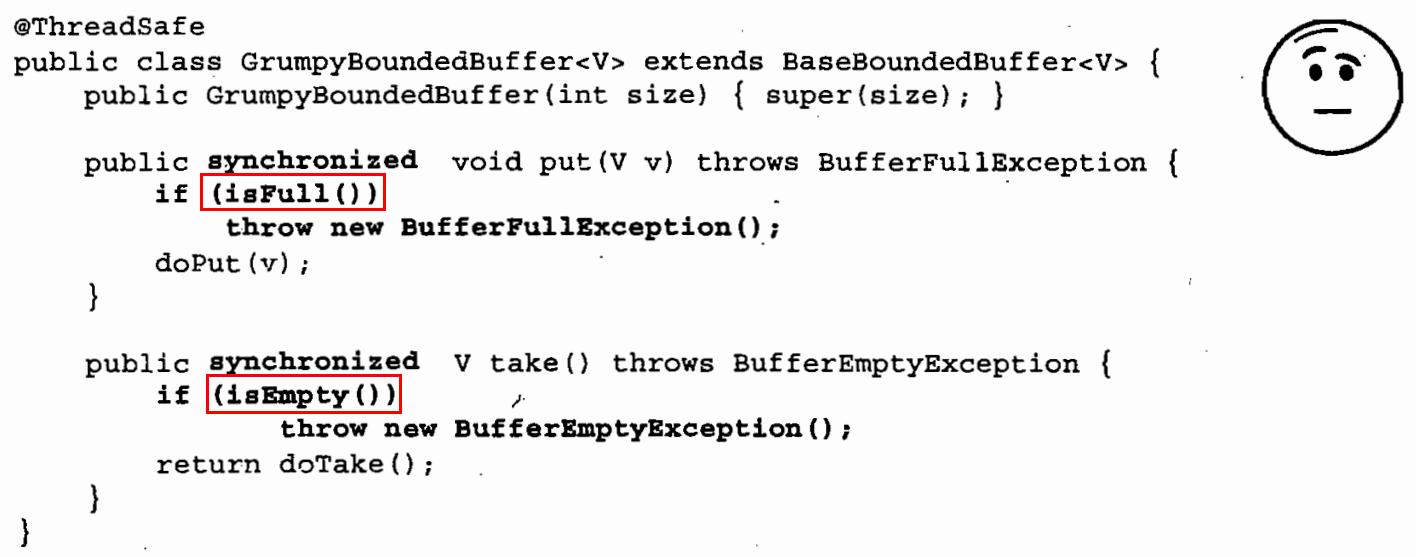 @ThreadSafe
public class GrumpyBoundedBuffer<V> extends BaseBoundedBuffer<V> {
    public GrumpyBoundedBuffer(int size) { super(size); }

    public synchronized void put(V v) throws BufferFullException {
        if (isFull())
            throw new BufferFullException();
        doPut(v);
    }

    public synchronized V take() throws BufferEmptyException {
        if (isEmpty())
            throw new BufferEmptyException();
        return doTake();
    }
}